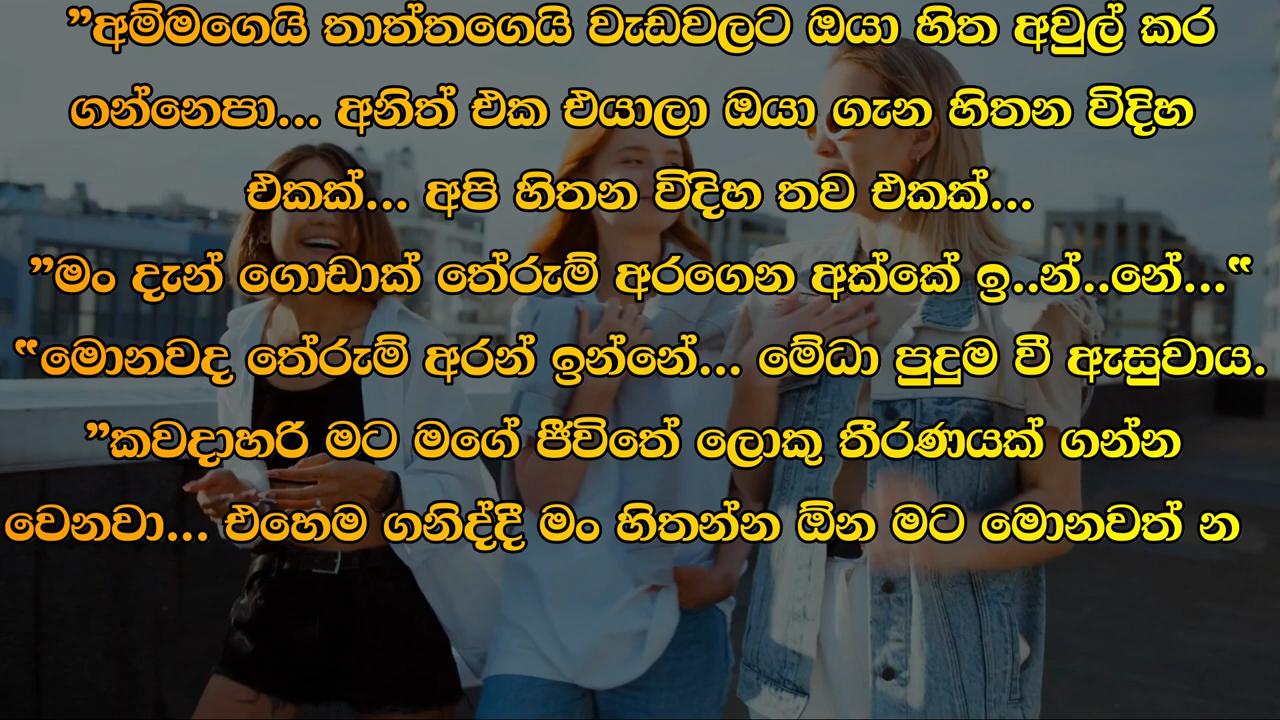 ”අම්මගෙයි තාත්තගෙයි වැඩවලට ඔයා හිත අවුල් කර
ගන්නෙපා... අනිත් එක එයාලා ඔයා ගැන හිතන විදිහ
එකක්... අපි හිතන විදිහ තව එකක්...
”මං දැන් ගොඩාක් තේරුම් අරගෙන අක්කේ ඉ..න්..නේ...“
“මොනවද තේරුම් අරන් ඉන්නේ... මේධා පුදුම වී ඇසුවාය.
”කවදාහරි මට මගේ ජීවිතේ ලොකු තීරණයක් ගන්න
වෙනවා... එහෙම ගනිද්දී මං හිතන්න ඕන මට මොනවත් න